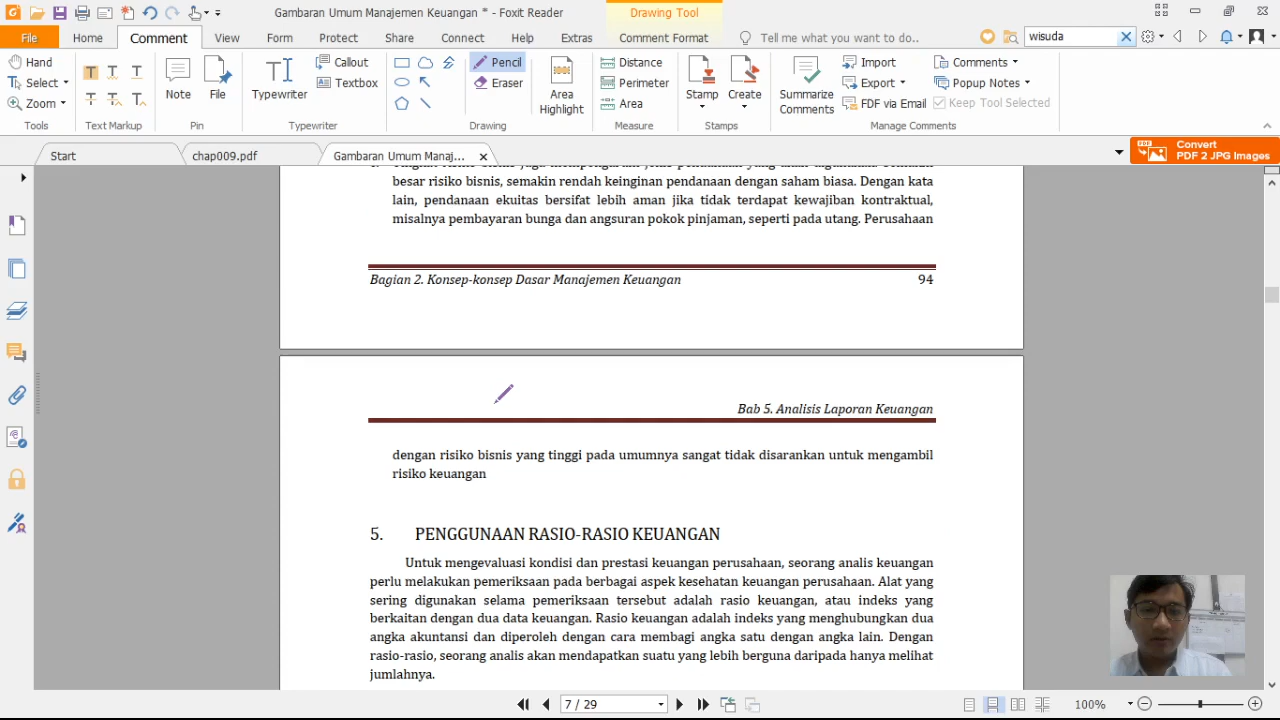 Gambaran Umum Manajemen Keuangan * - Foxit Reader
Drawing Tool
File Home Comment View Form Protect Share Connect Help Extras Comment Format Tell me what you want to do.. wisuda
Hand
Select
Zoom
Tools
T T T
T T T
Text Markup
Note
File
Pin
Typewriter
Callout
Textbox
Typewriter
Pencil
Eraser
Drawing
Area Highlight
Distance
Perimeter
Area
Measure
Stamp
Create
Stamps
Summarize Comments
Import
Export
FDF via Email
Comments
Popup Notes
Keep Tool Selected
Manage Comments
Start
chap009.pdf
Gambaran Umum Manaj...
Convert
PDF 2 JPG Images
PDF
besar risiko bisnis, semakin rendah keinginan pendanaan dengan saham biasa. Dengan kata
lain, pendanaan ekuitas bersifat lebih aman jika tidak terdapat kewajiban kontraktual,
misalnya pembayaran bunga dan angsuran pokok pinjaman, seperti pada utang. Perusahaan
Bagian 2. Konsep-konsep Dasar Manajemen Keuangan 94
Bab 5. Analisis Laporan Keuangan
dengan risiko bisnis yang tinggi pada umumnya sangat tidak disarankan untuk mengambil
risiko keuangan
5. PENGGUNAAN RASIO-RASIO KEUANGAN
Untuk mengevaluasi kondisi dan prestasi keuangan perusahaan, seorang analis keuangan
perlu melakukan pemeriksaan pada berbagai aspek kesehatan keuangan perusahaan. Alat yang
sering digunakan selama pemeriksaan tersebut adalah rasio keuangan, atau indeks yang
berkaitan dengan dua data keuangan. Rasio keuangan adalah indeks yang menghubungkan dua
angka akuntansi dan diperoleh dengan cara membagi angka satu dengan angka lain. Dengan
rasio-rasio, seorang analis akan mendapatkan suatu yang lebih berguna daripada hanya melihat
jumlahnya.
7 / 29
100%